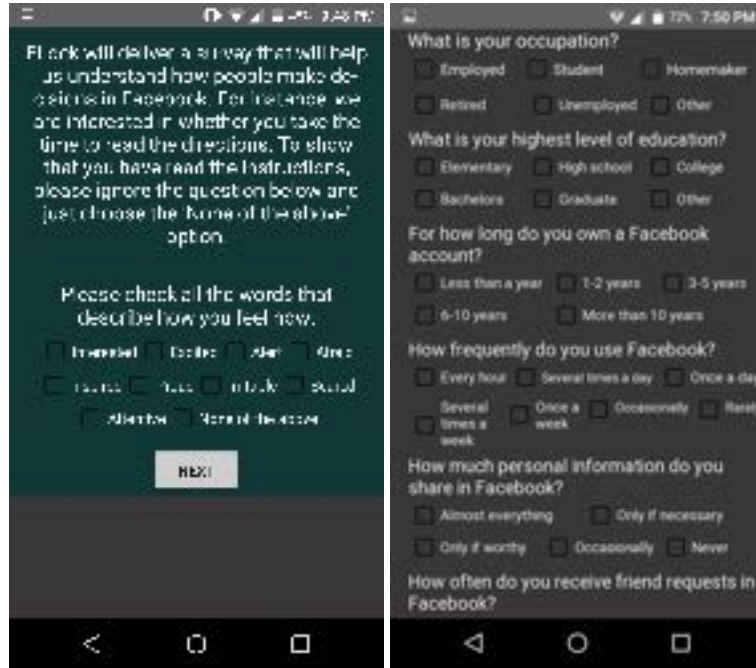 2:48 PM
FLock will deliver a survey that will help
us understand how people make de-
cisions in Facebook. For instance, we
are interested in whether you take the
time to read the directions. To show
that you have read the instructions,
please ignore the question below and
just choose the 'None of the above'
option.
Please check all the words that
describe how you feel now.
Interested Excited Alert Afraid
Inspired Irritable Scared
Attentive None of the above
NEXT
72% 7:50 PM
What is your occupation?
Employed Student Homemaker
Retired Unemployed Other
What is your highest level of education?
Elementary High school College
Bachelors Graduate Other
For how long do you own a Facebook
account?
Less than a year 1-2 years 3-5 years
6-10 years More than 10 years
How frequently do you use Facebook?
Every hour Several times a day Once a day
Several times a week Once a week Occasionally
How much personal information do you
share in Facebook?
Almost everything Only if necessary
Only if worthy Occasionally Never
How often do you receive friend requests in
Facebook?